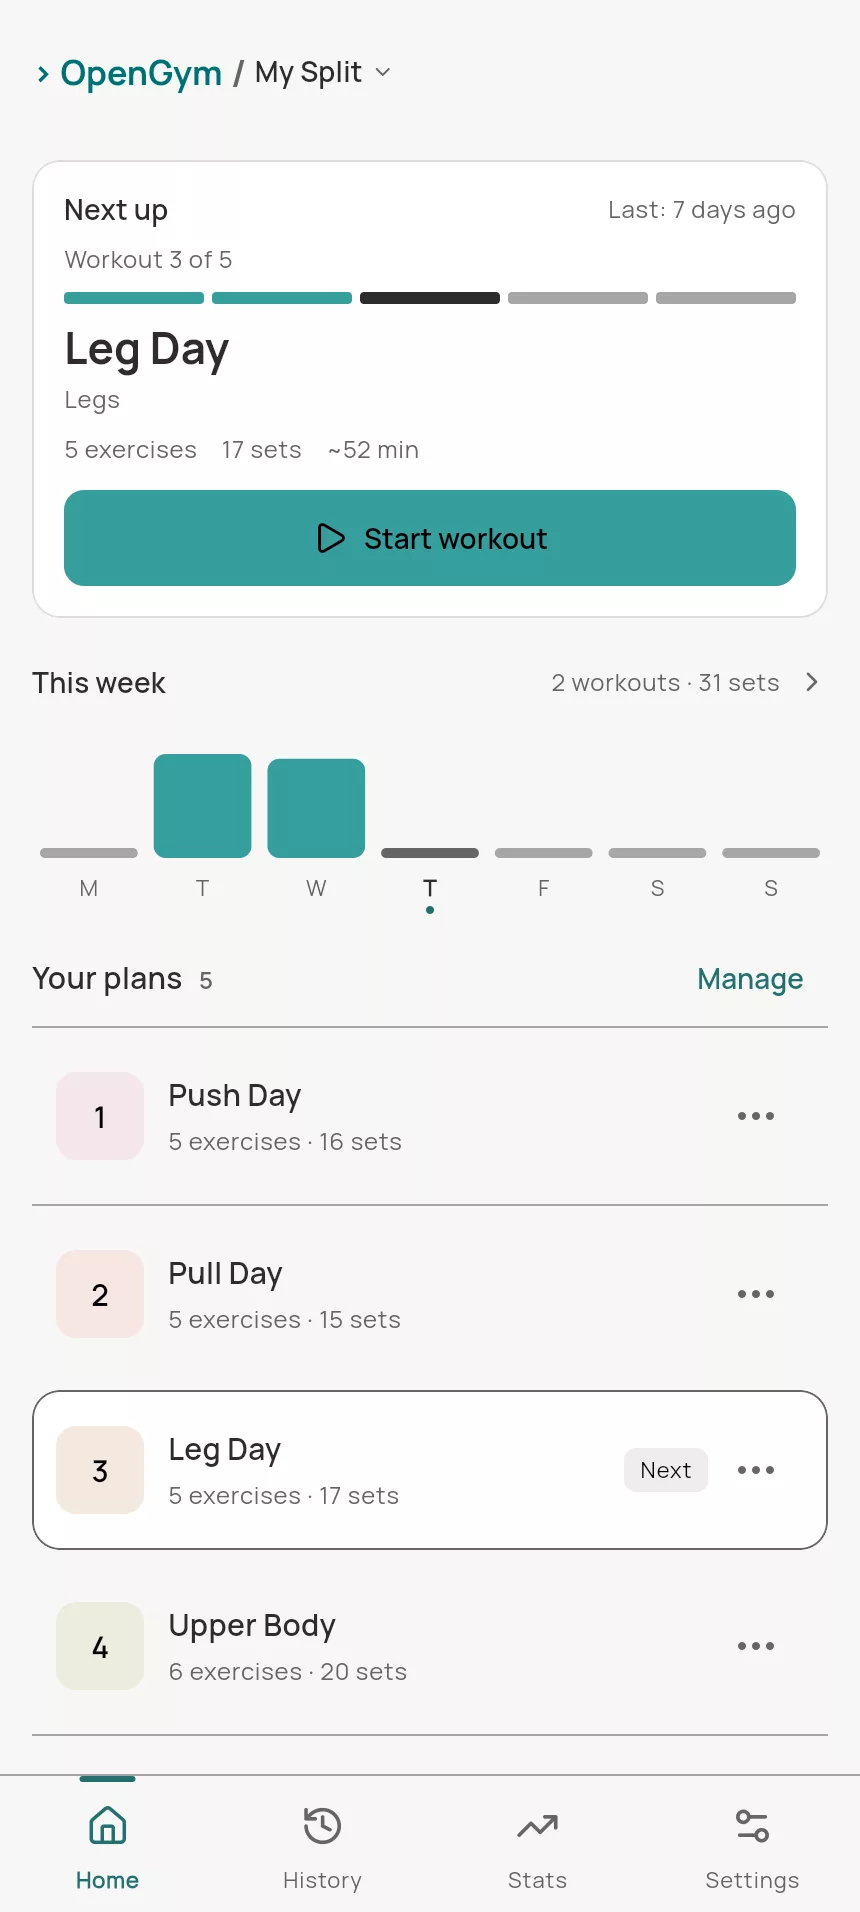 OpenGym / My Split
Next up
Last: 7 days ago
Workout 3 of 5
Leg Day
Legs
5 exercises 17 sets ~52 min
Start workout
This week
2 workouts · 31 sets
M T W T F S S
Your plans 5
Manage
1
Push Day
5 exercises · 16 sets
2
Pull Day
5 exercises · 15 sets
3
Leg Day
5 exercises · 17 sets
Next
4
Upper Body
6 exercises · 20 sets
Home History Stats Settings